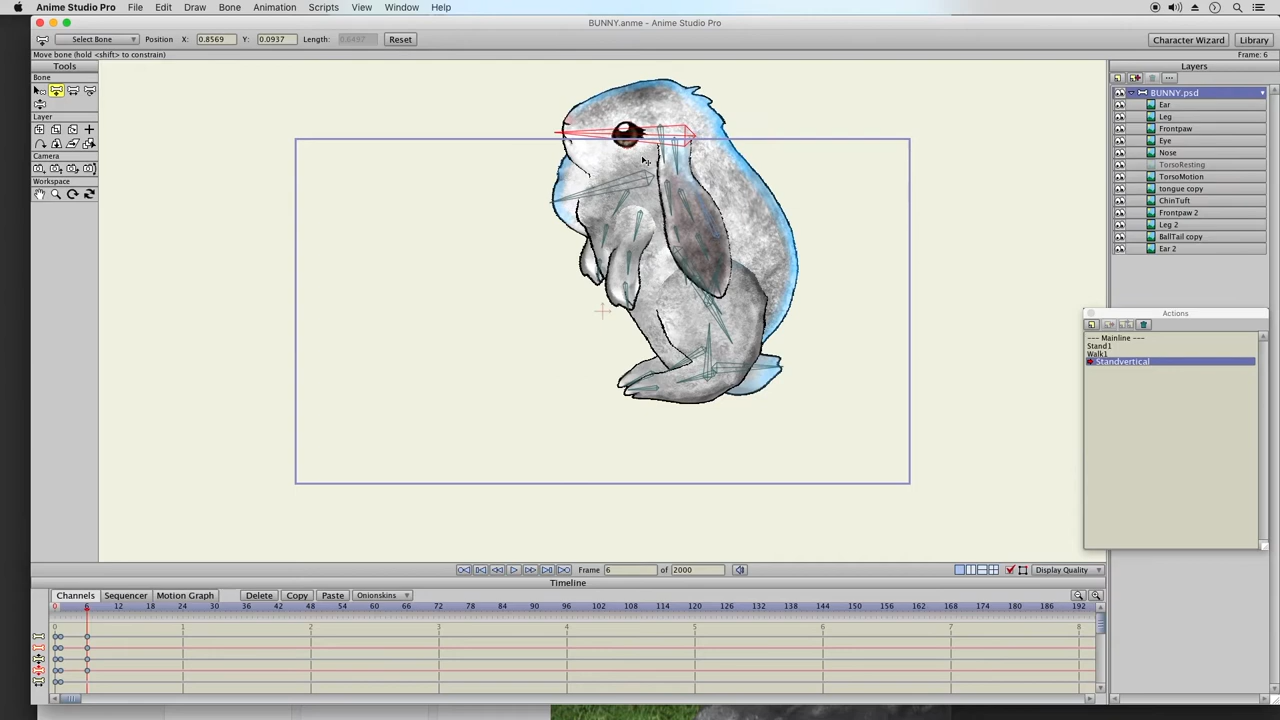 Anime Studio Pro File Edit Draw Bone Animation Scripts View Window Help
BUNNY.anme - Anime Studio Pro
Select Bone Position X: 0.8569 Y: 0.0937 Length: 0.6497 Reset Character Wizard Library
Move bone (hold <shift> to constrain) Frame: 6
Tools
Bone
Layer
Camera
Workspace
Layers
BUNNY.psd
Ear
Leg
Frontpaw
Eye
Nose
TorsoResting
TorsoMotion
tongue copy
ChinTuft
Frontpaw 2
Leg 2
BallTail copy
Ear 2
Actions
--- Mainline ---
Stand1
Walk1
Standvertical
Frame 6 of 2000 Display Quality
Timeline
Channels Sequencer Motion Graph Delete Copy Paste Onionskins
0 6 12 18 24 30 36 42 48 54 60 66 72 78 84 90 96 102 108 114 120 126 132 138 144 150 156 162 168 174 180 186 192
0 1 2 3 4 5 6 7 8